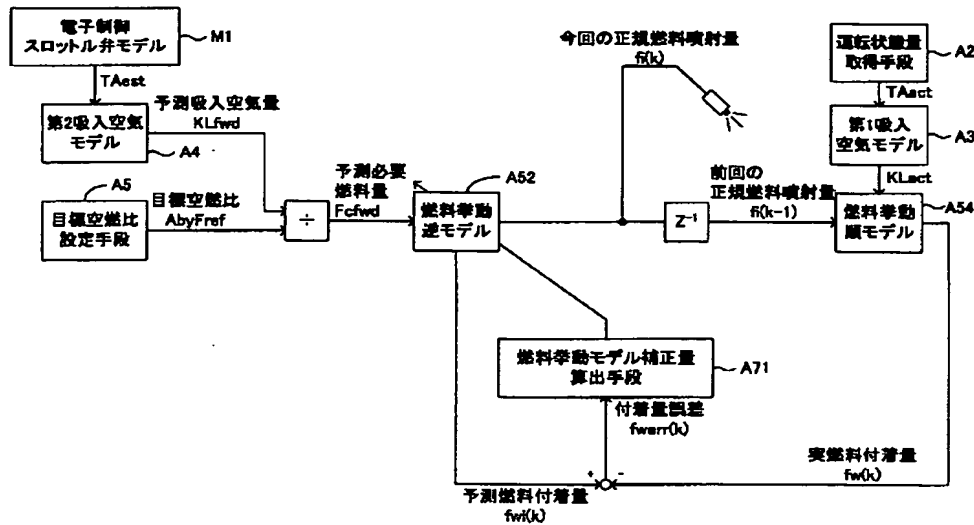 電子制御
スロットル弁モデル
M1
TAest
第2吸入空気
モデル
A4
予測吸入空気量
KLfwd
A5
目標空燃比
設定手段
目標空燃比
AbyFref
÷
予測必要
燃料量
Fcfwd
A52
燃料挙動
逆モデル
今回の正規燃料噴射量
fi(k)
Z⁻¹
前回の
正規燃料噴射量
fi(k-1)
運転状態量
取得手段
A2
TAact
第1吸入
空気モデル
A3
KLact
燃料挙動
順モデル
A54
燃料挙動モデル補正量
算出手段
A71
付着量誤差
fwerr(k)
+
-
予測燃料付着量
fwi(k)
実燃料付着量
fw(k)